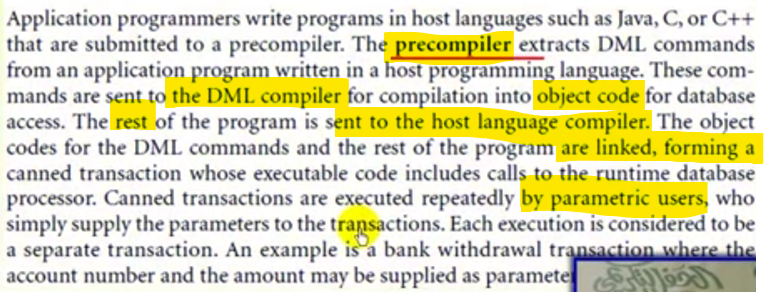 Application programmers write programs in host languages such as Java, C, or C++
that are submitted to a precompiler. The precompiler extracts DML commands
from an application program written in a host programming language. These com-
mands are sent to the DML compiler for compilation into object code for database
access. The rest of the program is sent to the host language compiler. The object
codes for the DML commands and the rest of the program are linked, forming a
canned transaction whose executable code includes calls to the runtime database
processor. Canned transactions are executed repeatedly by parametric users, who
simply supply the parameters to the transactions. Each execution is considered to be
a separate transaction. An example is a bank withdrawal transaction where the
account number and the amount may be supplied as paramete